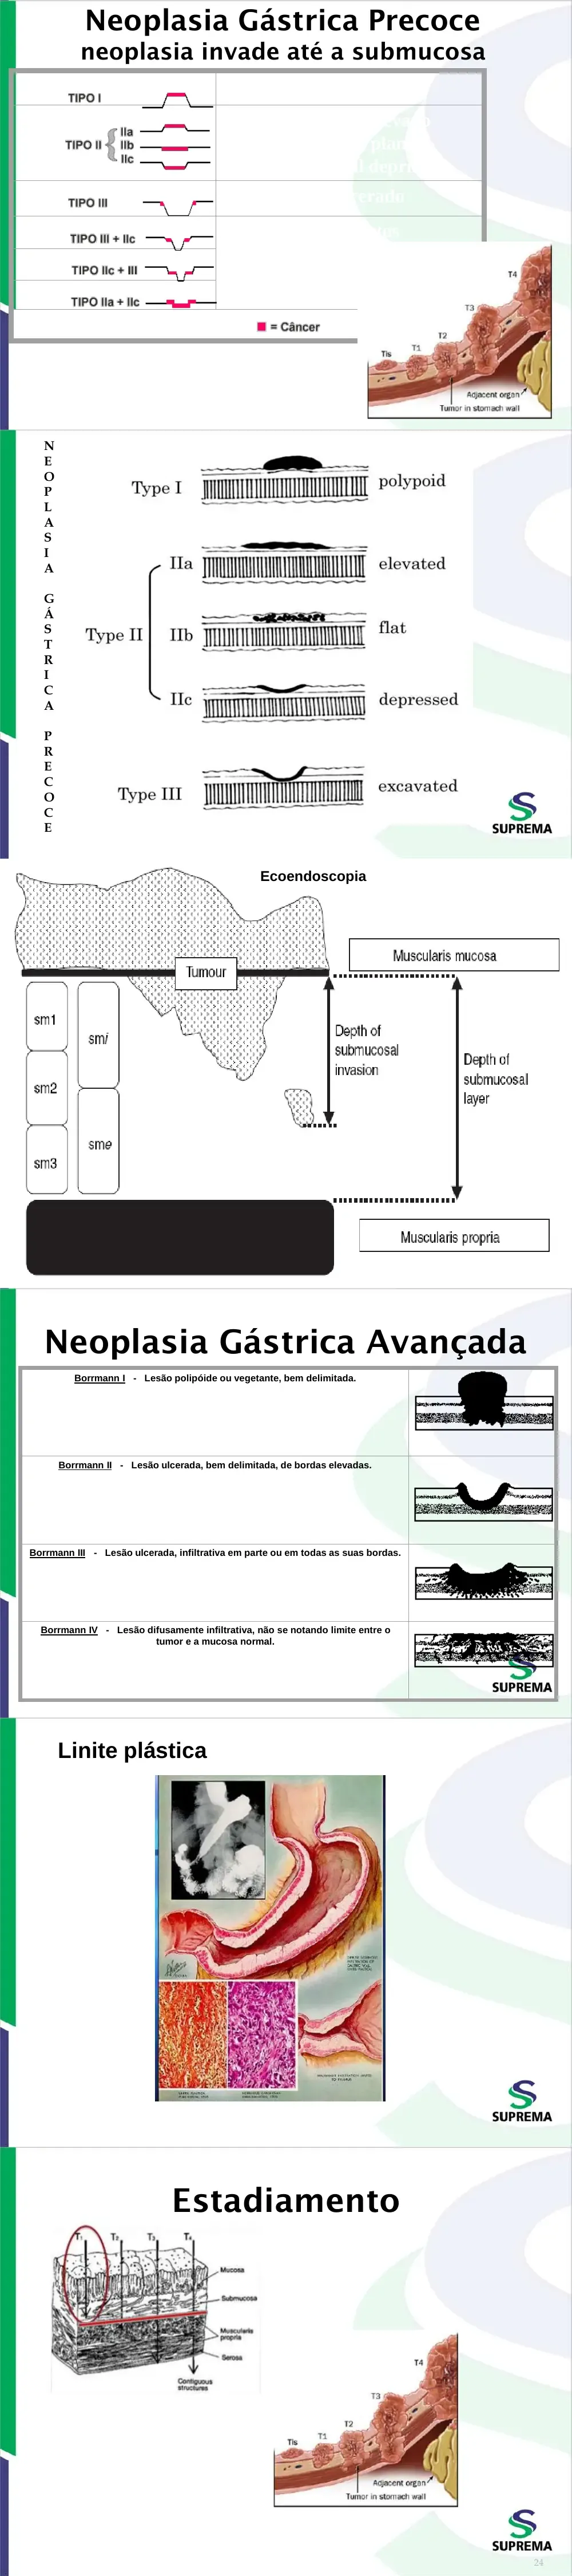 Neoplasia Gástrica Precoce
neoplasia invade até a submucosa
TIPO I
TIPO II
IIa
IIb
IIc
TIPO III
TIPO III + IIc
TIPO IIc + III
TIPO IIa + IIc
= Câncer
Tis
T1
T2
T3
T4
Adjacent organ
Tumor in stomach wall
NEOPLASIA GÁSTRICA PRECOCE
Type I
polypoid
Type II
IIa
elevated
IIb
flat
IIc
depressed
Type III
excavated
SUPREMA
Ecoendoscopia
Muscularis mucosa
Tumour
sm1
smi
sm2
sme
sm3
Depth of
submucosal
invasion
Depth of
submucosal
layer
Muscularis propria
Neoplasia Gástrica Avançada
Borrmann I - Lesão polipóide ou vegetante, bem delimitada.
Borrmann II - Lesão ulcerada, bem delimitada, de bordas elevadas.
Borrmann III - Lesão ulcerada, infiltrativa em parte ou em todas as suas bordas.
Borrmann IV - Lesão difusamente infiltrativa, não se notando limite entre o
tumor e a mucosa normal.
SUPREMA
Linite plástica
SUPREMA
Estadiamento
T1
T2
T3
T4
Mucosa
Submucosa
Muscularis
propria
Serosa
Contiguous
structures
Tis
T1
T2
T3
T4
Adjacent organ
Tumor in stomach wall
SUPREMA
24